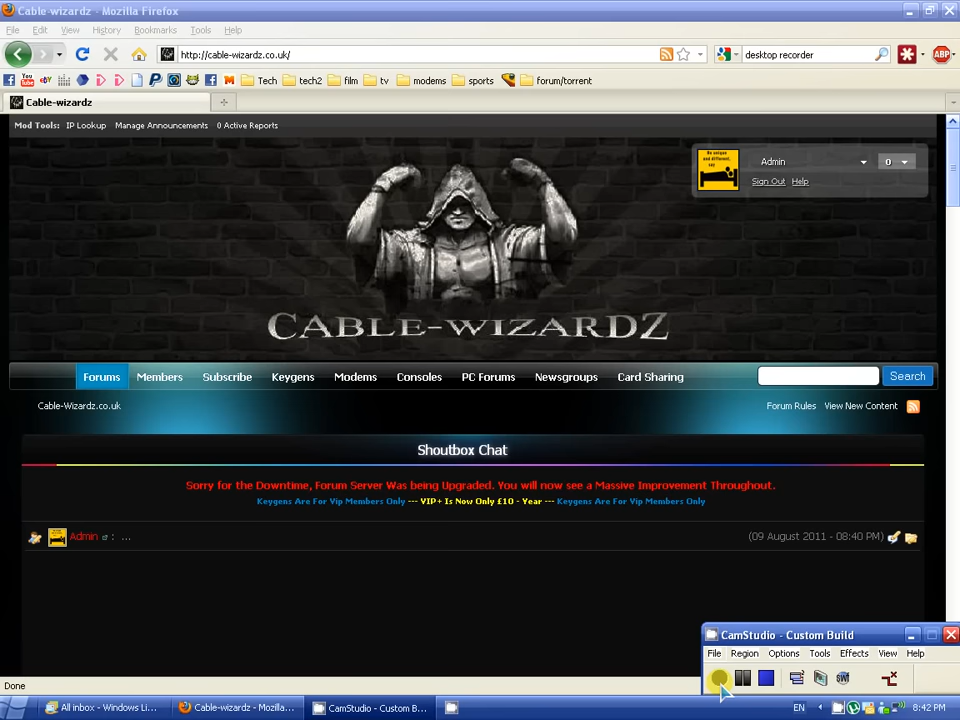 Cable-wizardz - Mozilla Firefox
File Edit View History Bookmarks Tools Help
http://cable-wizardz.co.uk/
desktop recorder
ABP
Tech tech2 film tv modems sports forum/torrent
Cable-wizardz
Mod Tools: IP Lookup Manage Announcements 0 Active Reports
Be unique and different, say
Admin 0
Sign Out Help
CABLE-WIZARDZ
Forums Members Subscribe Keygens Modems Consoles PC Forums Newsgroups Card Sharing Search
Cable-Wizardz.co.uk Forum Rules View New Content
Shoutbox Chat
Sorry for the Downtime, Forum Server Was being Upgraded. You will now see a Massive Improvement Throughout.
Keygens Are For Vip Members Only --- VIP+ Is Now Only £10 - Year --- Keygens Are For Vip Members Only
Admin : ... (09 August 2011 - 08:40 PM)
CamStudio - Custom Build
File Region Options Tools Effects View Help
Done
All inbox - Windows Li... Cable-wizardz - Mozilla... CamStudio - Custom B... EN 8:42 PM